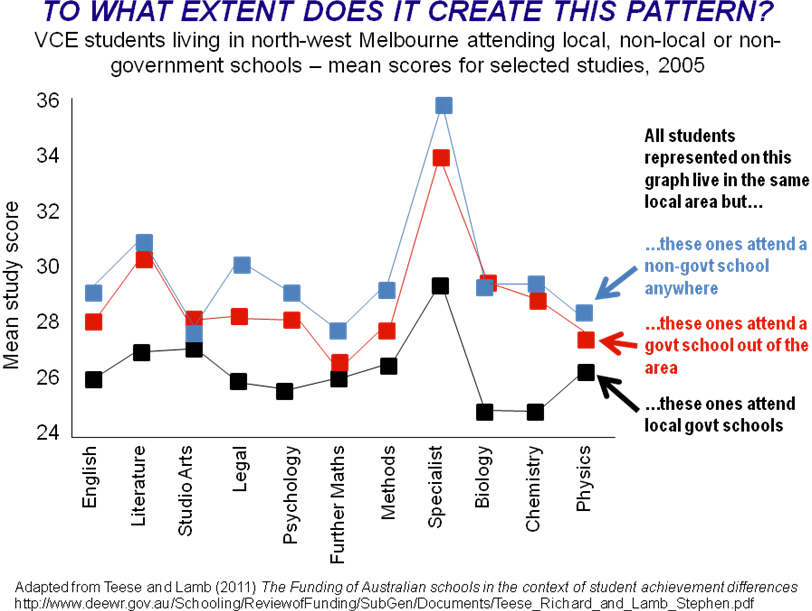 TO WHAT EXTENT DOES IT CREATE THIS PATTERN?
VCE students living in north-west Melbourne attending local, non-local or non-
government schools – mean scores for selected studies, 2005
Mean study score
36
34
32
30
28
26
24
English
Literature
Studio Arts
Legal
Psychology
Further Maths
Methods
Specialist
Biology
Chemistry
Physics
All students
represented on this
graph live in the same
local area but...
...these ones attend a
non-govt school
anywhere
...these ones attend a
govt school out of the
area
...these ones attend
local govt schools
Adapted from Teese and Lamb (2011) The Funding of Australian schools in the context of student achievement differences
http://www.deewr.gov.au/Schooling/ReviewofFunding/SubGen/Documents/Teese_Richard_and_Lamb_Stephen.pdf